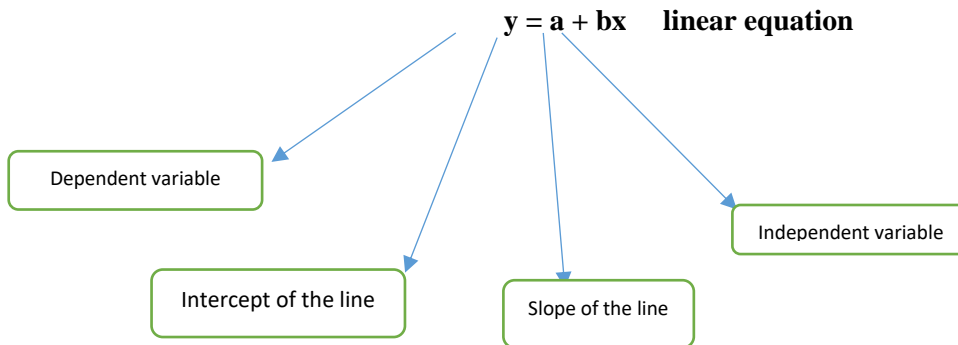 y = a + bx linear equation
Dependent variable
Independent variable
Intercept of the line
Slope of the line